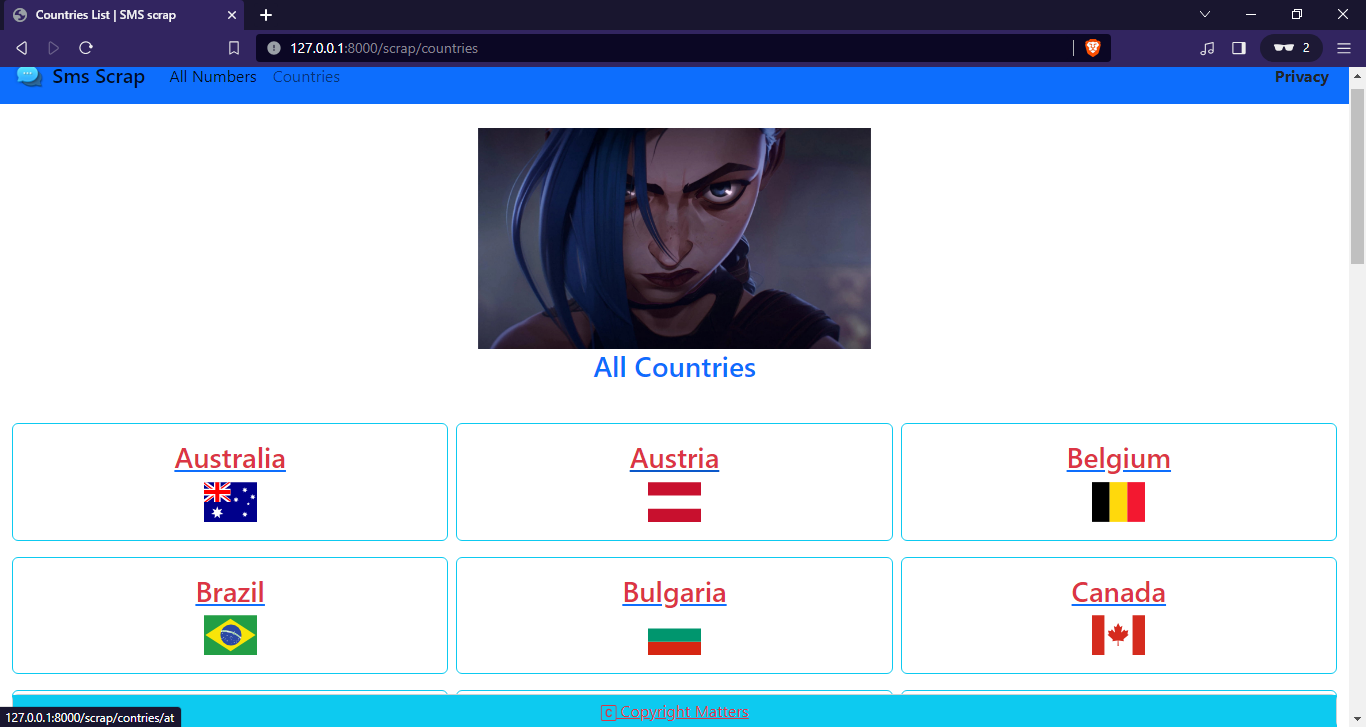 Countries List | SMS scrap
127.0.0.1:8000/scrap/countries
2
Sms Scrap All Numbers Countries Privacy
All Countries
Australia Austria Belgium
Brazil Bulgaria Canada
🄲 Copyright Matters
127.0.0.1:8000/scrap/contries/at